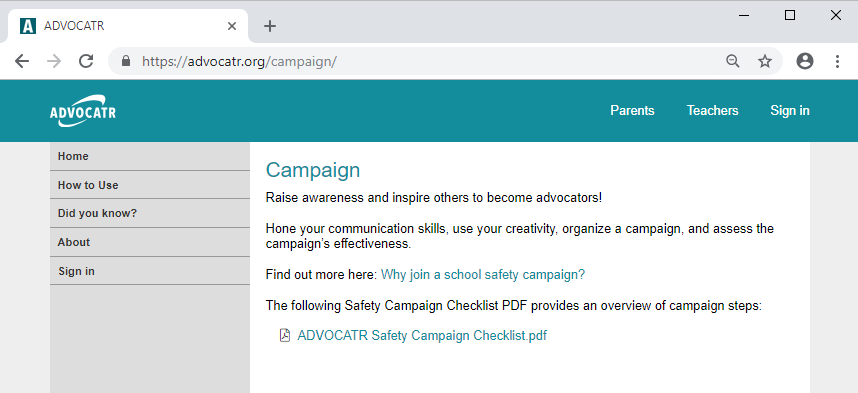 A ADVOCATR
https://advocatr.org/campaign/
ADVOCATR
Parents Teachers Sign in
Home
How to Use
Did you know?
About
Sign in
Campaign
Raise awareness and inspire others to become advocators!
Hone your communication skills, use your creativity, organize a campaign, and assess the
campaign's effectiveness.
Find out more here: Why join a school safety campaign?
The following Safety Campaign Checklist PDF provides an overview of campaign steps:
ADVOCATR Safety Campaign Checklist.pdf